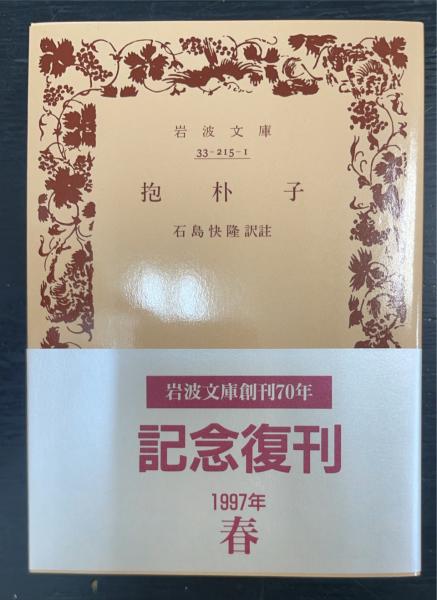 岩波文庫
33-215-1
抱朴子
石島快隆訳註
岩波文庫創刊70年
記念復刊
1997年
春